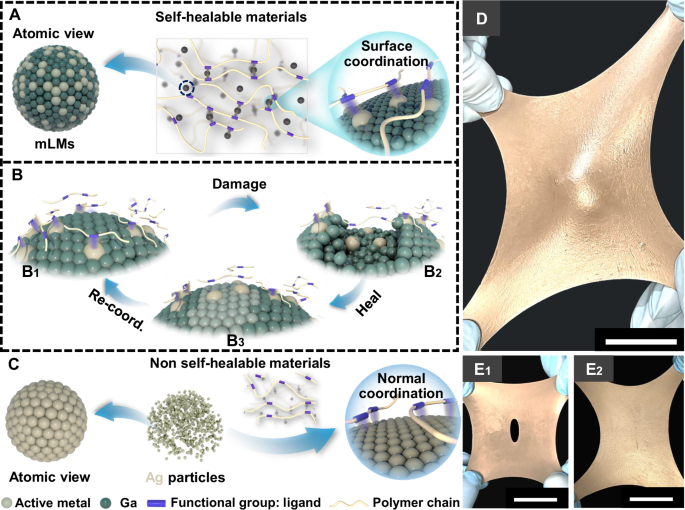 A
Self-healable materials
Atomic view
mLMs
Surface
coordination
B
Damage
B1
B2
Re-coord.
Heal
B3
C
Non self-healable materials
Normal
coordination
Atomic view
Ag particles
Active metal
Ga
Functional group: ligand
Polymer chain
D
E1
E2